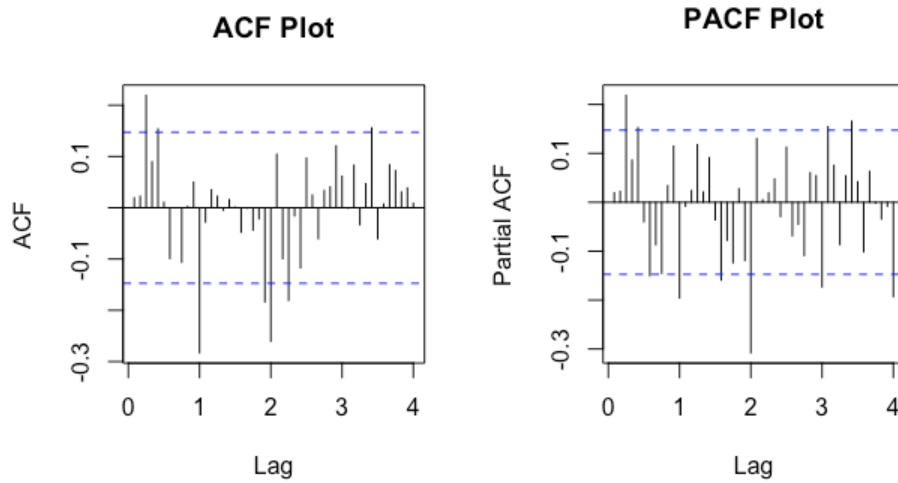 ACF Plot
ACF
0.1
-0.1
-0.3
0 1 2 3 4
Lag
PACF Plot
Partial ACF
0.1
-0.1
-0.3
0 1 2 3 4
Lag